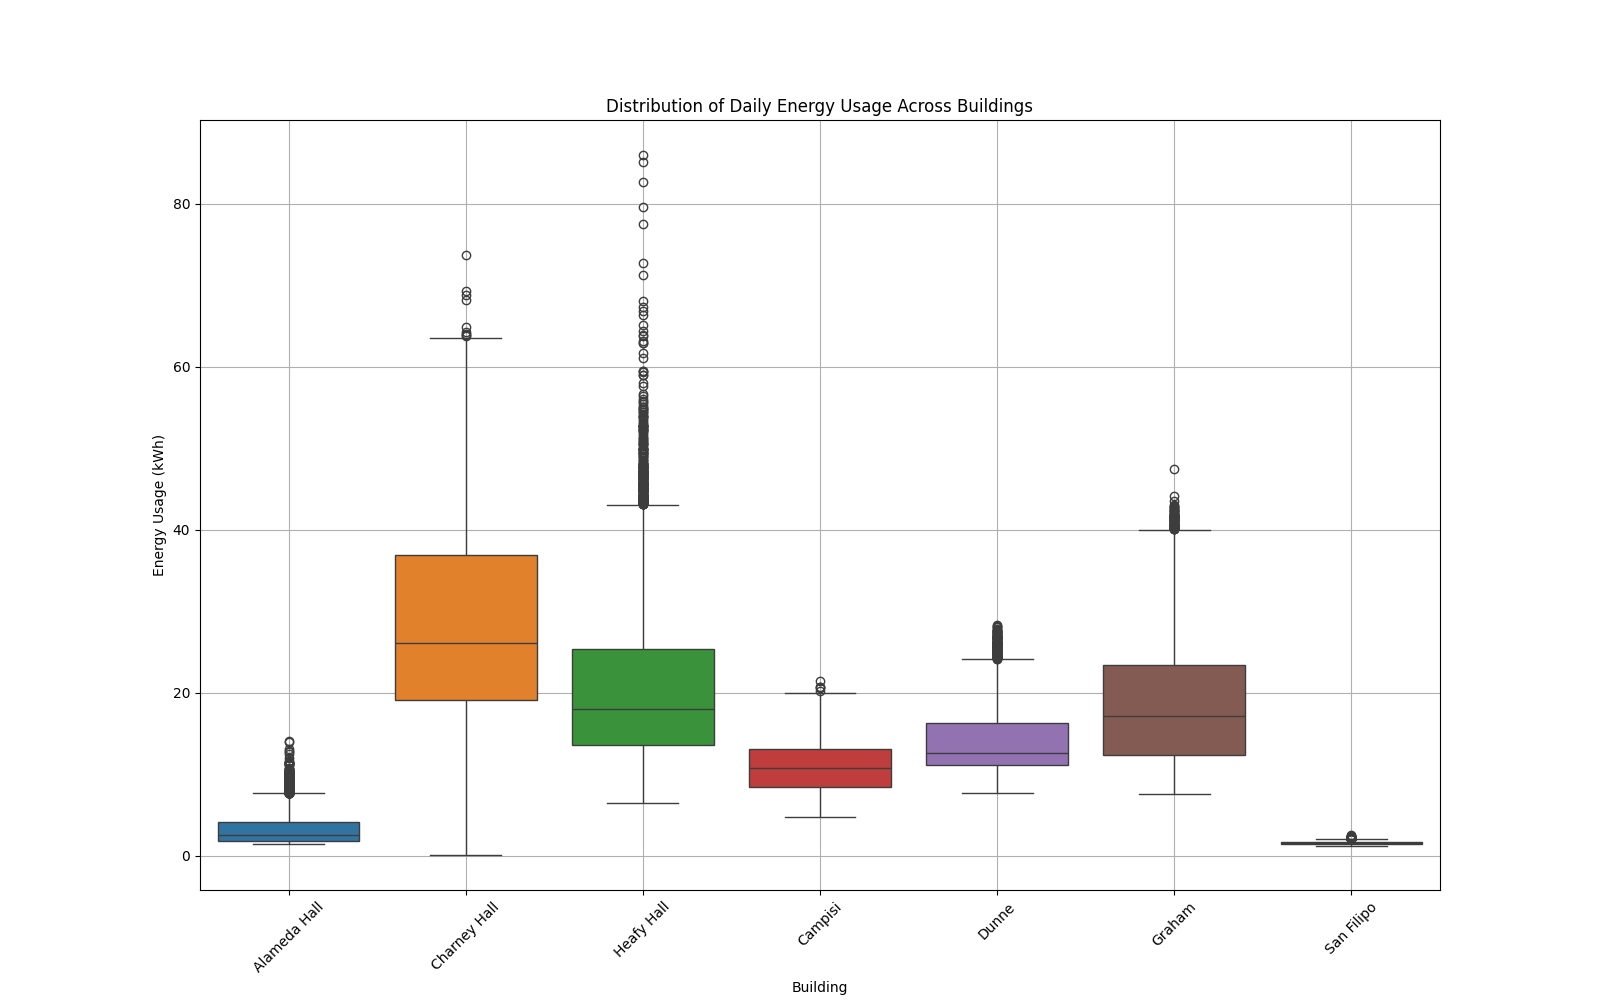 Distribution of Daily Energy Usage Across Buildings
Energy Usage (kWh)
80
60
40
20
0
Alameda Hall
Charney Hall
Heafy Hall
Campisi
Dunne
Graham
San Filipo
Building